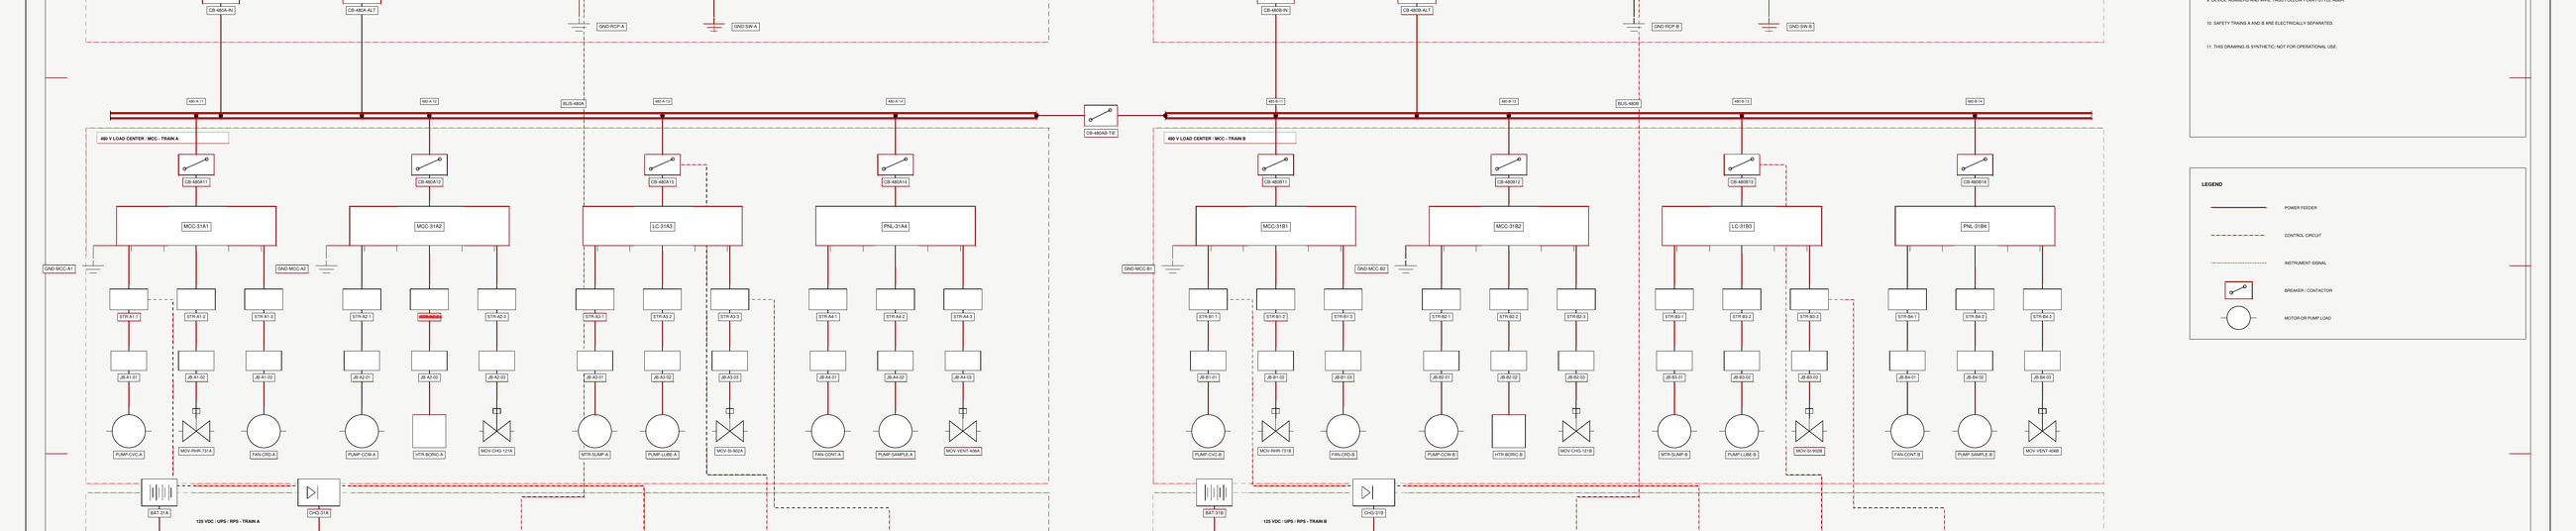 CB-480A-IN
CB-480A-ALT
GND-RCP-A
GND-SW-A
CB-480B-IN
CB-480B-ALT
GND-RCP-B
GND-SW-B
10. SAFETY TRAINS A AND B ARE ELECTRICALLY SEPARATED.
11. THIS DRAWING IS SYNTHETIC; NOT FOR OPERATIONAL USE.
480-A-11
480-A-12
BUS-480A
480-A-13
480-A-14
CB-480AB-TIE
480-B-11
480-B-12
BUS-480B
480-B-13
480-B-14
480 V LOAD CENTER / MCC - TRAIN A
480 V LOAD CENTER / MCC - TRAIN B
CB-480A11
CB-480A12
CB-480A13
CB-480A14
CB-480B11
CB-480B12
CB-480B13
CB-480B14
LEGEND
POWER FEEDER
CONTROL CIRCUIT
INSTRUMENT SIGNAL
BREAKER / CONTACTOR
MOTOR OR PUMP LOAD
MCC-31A1
MCC-31A2
LC-31A3
PNL-31A4
MCC-31B1
MCC-31B2
LC-31B3
PNL-31B4
GND-MCC-A1
GND-MCC-A2
GND-MCC-B1
GND-MCC-B2
STR-A1-1
STR-A1-2
STR-A1-3
STR-A2-1
STR-A2-3
STR-A3-1
STR-A3-2
STR-A3-3
STR-A4-1
STR-A4-2
STR-A4-3
STR-B1-1
STR-B1-2
STR-B1-3
STR-B2-1
STR-B2-2
STR-B2-3
STR-B3-1
STR-B3-2
STR-B3-3
STR-B4-1
STR-B4-2
STR-B4-3
JB-A1-01
JB-A1-02
JB-A1-03
JB-A2-01
JB-A2-02
JB-A2-03
JB-A3-01
JB-A3-02
JB-A3-03
JB-A4-01
JB-A4-02
JB-A4-03
JB-B1-01
JB-B1-02
JB-B1-03
JB-B2-01
JB-B2-02
JB-B2-03
JB-B3-01
JB-B3-02
JB-B3-03
JB-B4-01
JB-B4-02
JB-B4-03
PUMP-CVC-A
MOV-RHR-731A
FAN-CRD-A
PUMP-CCW-A
HTR-BORIC-A
MOV-CHG-121A
MTR-SUMP-A
PUMP-LUBE-A
MOV-SI-902A
FAN-CONT-A
PUMP-SAMPLE-A
MOV-VENT-406A
PUMP-CVC-B
MOV-RHR-731B
FAN-CRD-B
PUMP-CCW-B
HTR-BORIC-B
MOV-CHG-121B
MTR-SUMP-B
PUMP-LUBE-B
MOV-SI-902B
FAN-CONT-B
PUMP-SAMPLE-B
MOV-VENT-406B
BAT-31A
CHG-31A
BAT-31B
CHG-31B
125 VDC / UPS / RPS - TRAIN A
125 VDC / UPS / RPS - TRAIN B